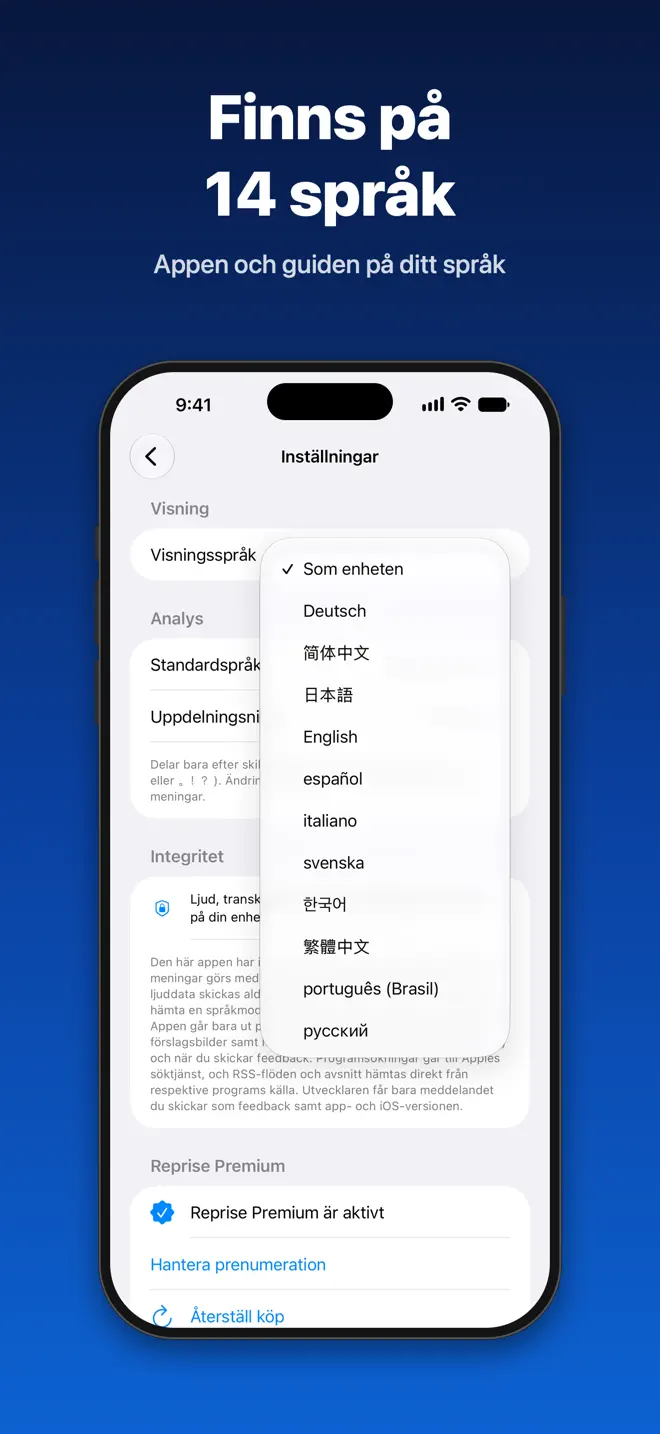 Finns på
14 språk
Appen och guiden på ditt språk
9:41
Inställningar
Visning
Visningsspråk
Som enheten
Deutsch
简体中文
日本語
English
español
italiano
svenska
한국어
繁體中文
português (Brasil)
русский
Analys
Standardspråk
Uppdelningsni
Delar bara efter skil
eller 。！？). Ändrin
meningar.
Integritet
Ljud, transk
på din enhe
Den här appen har i
meningar görs med
ljuddata skickas ald
hämta en språkmod
Appen går bara ut p
förslagsbilder samt
och när du skickar feedback. Programsökningar går till Apples
söktjänst, och RSS-flöden och avsnitt hämtas direkt från
respektive programs källa. Utvecklaren får bara meddelandet
du skickar som feedback samt app- och iOS-versionen.
Reprise Premium
Reprise Premium är aktivt
Hantera prenumeration
Återställ köp